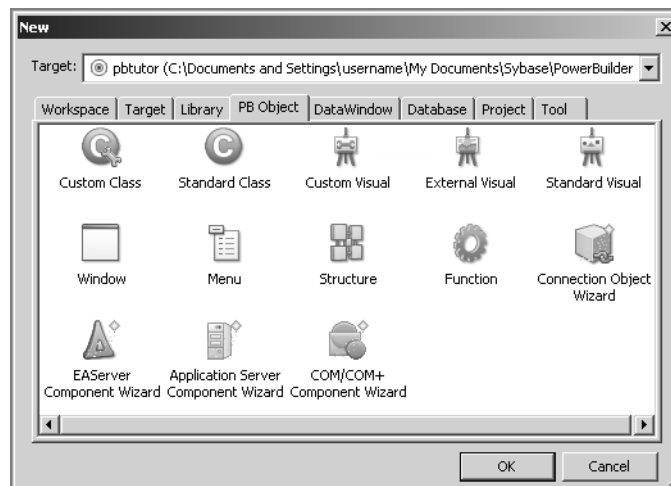 New
Target: pbtutor (C:\Documents and Settings\username\My Documents\Sybase\PowerBuilder
Workspace Target Library PB Object DataWindow Database Project Tool
Custom Class Standard Class Custom Visual External Visual Standard Visual
Window Menu Structure Function Connection Object
Wizard
EAServer Application Server COM/COM+
Component Wizard Component Wizard Component Wizard
OK Cancel